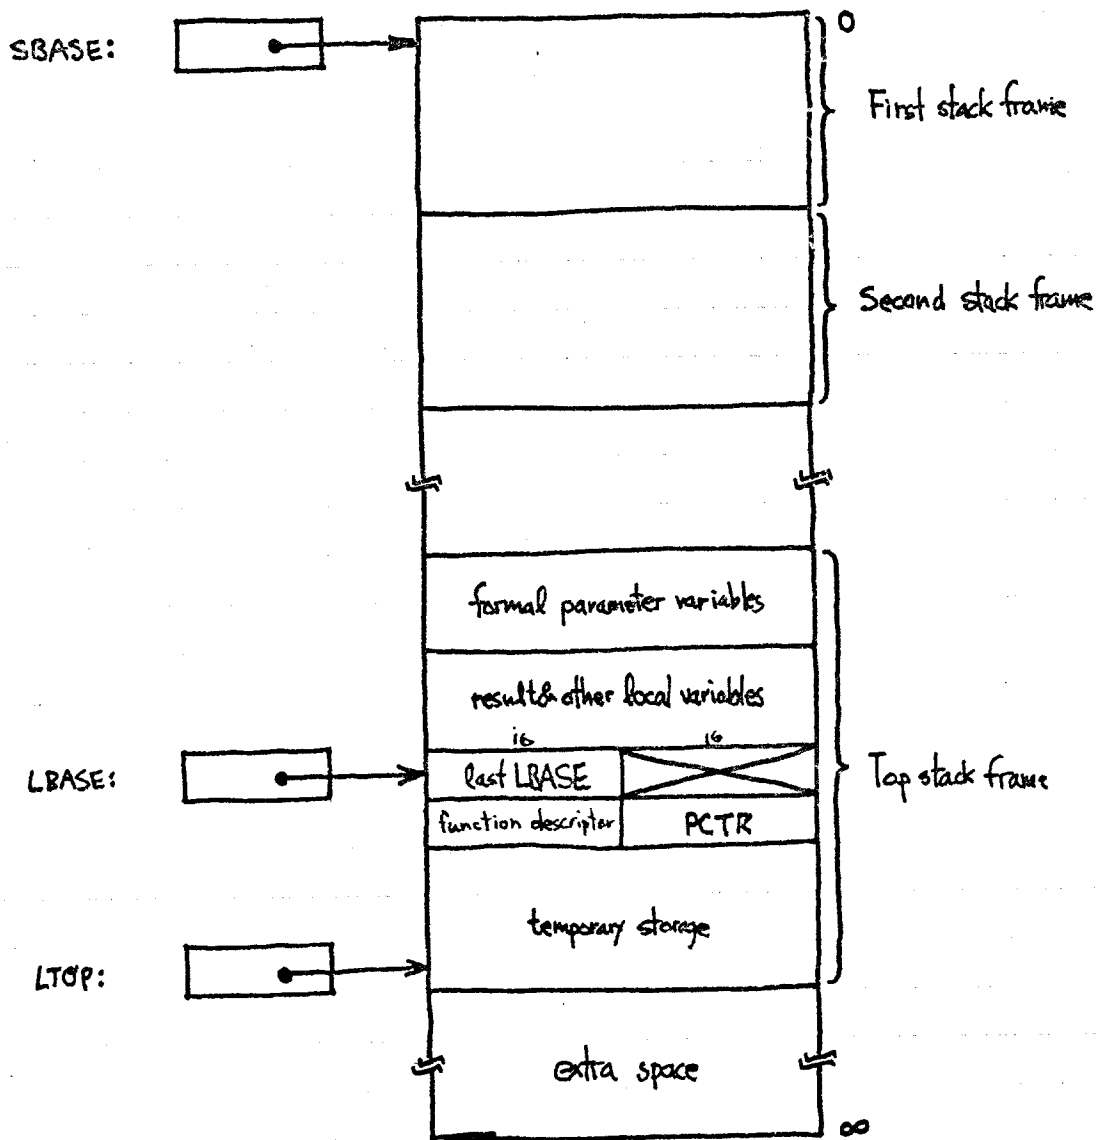 SBASE:
0
First stack frame
Second stack frame
formal parameter variables
result & other local variables
16 16
LBASE:
last LBASE
Top stack frame
function descriptor
PCTR
temporary storage
LTOP:
extra space
∞